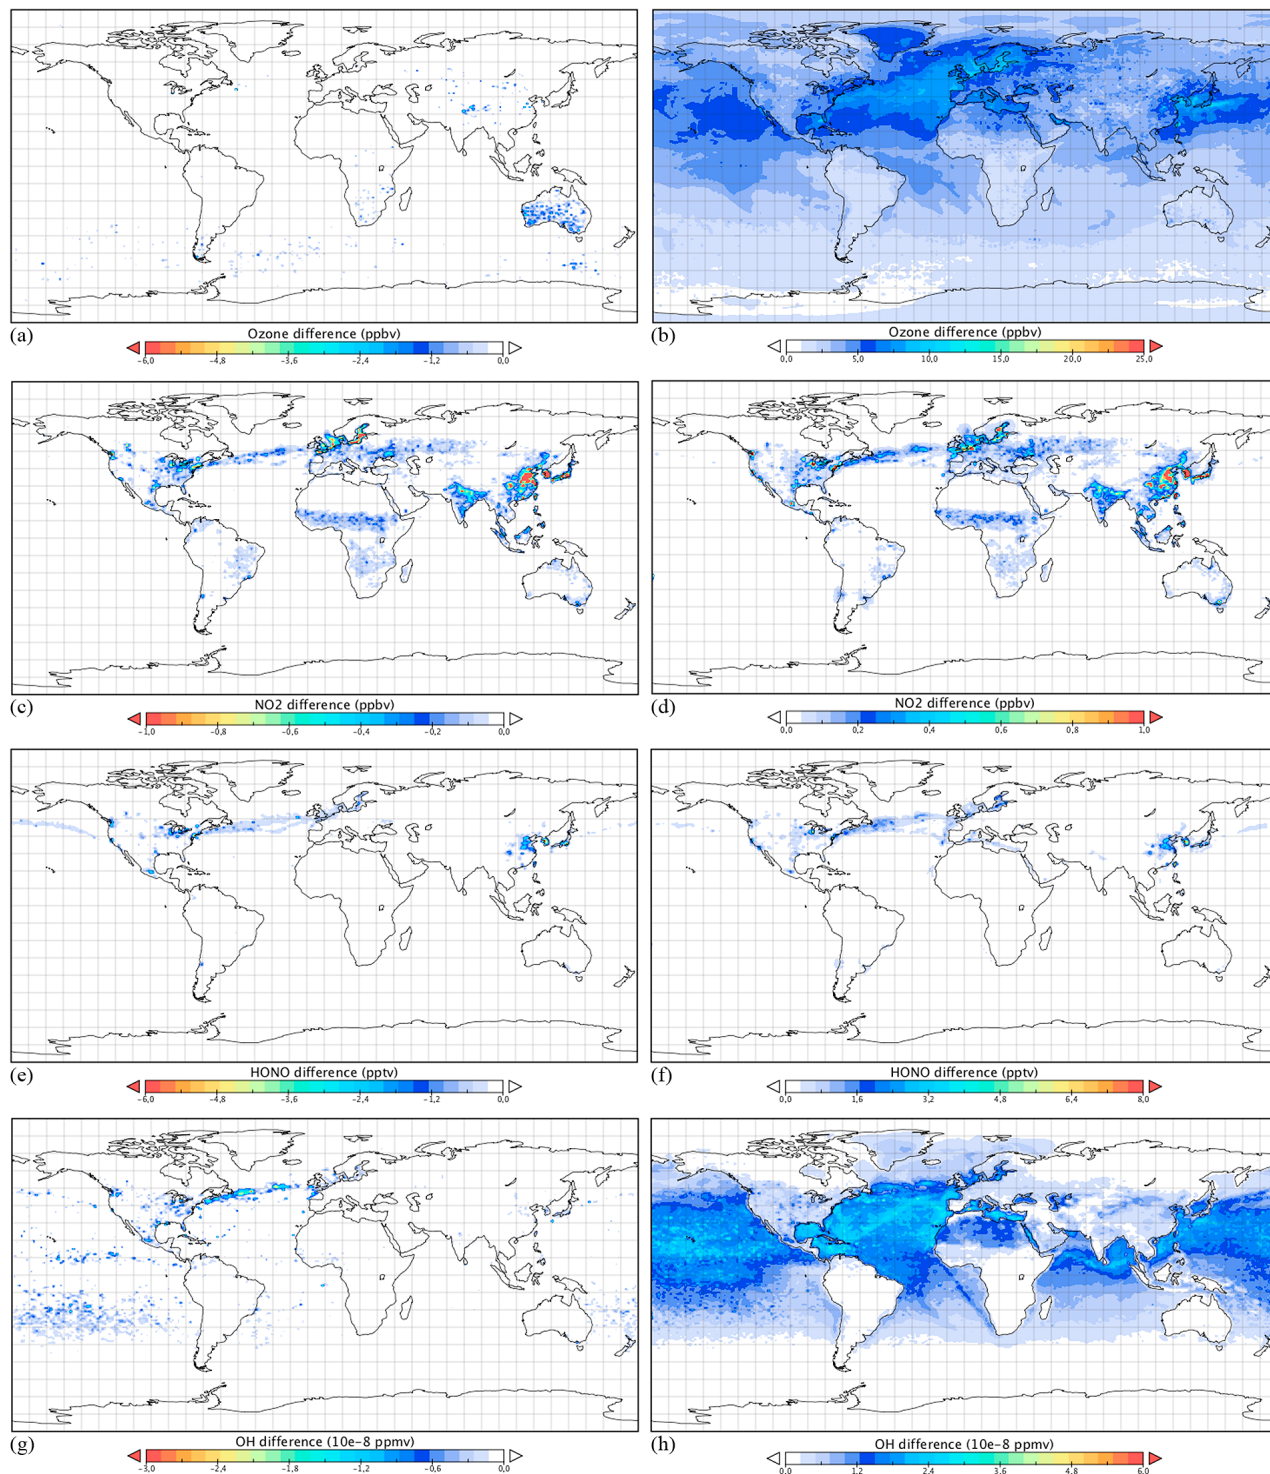 Ozone difference (ppbv)
(a)
−6,0 −4,8 −3,6 −2,4 −1,2 0,0
Ozone difference (ppbv)
(b)
0,0 5,0 10,0 15,0 20,0 25,0
NO2 difference (ppbv)
(c)
−1,0 −0,8 −0,6 −0,4 −0,2 0,0
NO2 difference (ppbv)
(d)
0,0 0,2 0,4 0,6 0,8 1,0
HONO difference (pptv)
(e)
−6,0 −4,8 −3,6 −2,4 −1,2 0,0
HONO difference (pptv)
(f)
0,0 1,6 3,2 4,8 6,4 8,0
OH difference (10e−8 ppmv)
(g)
−3,0 −2,4 −1,8 −1,2 −0,6 0,0
OH difference (10e−8 ppmv)
(h)
0,0 1,2 2,4 3,6 4,8 6,0